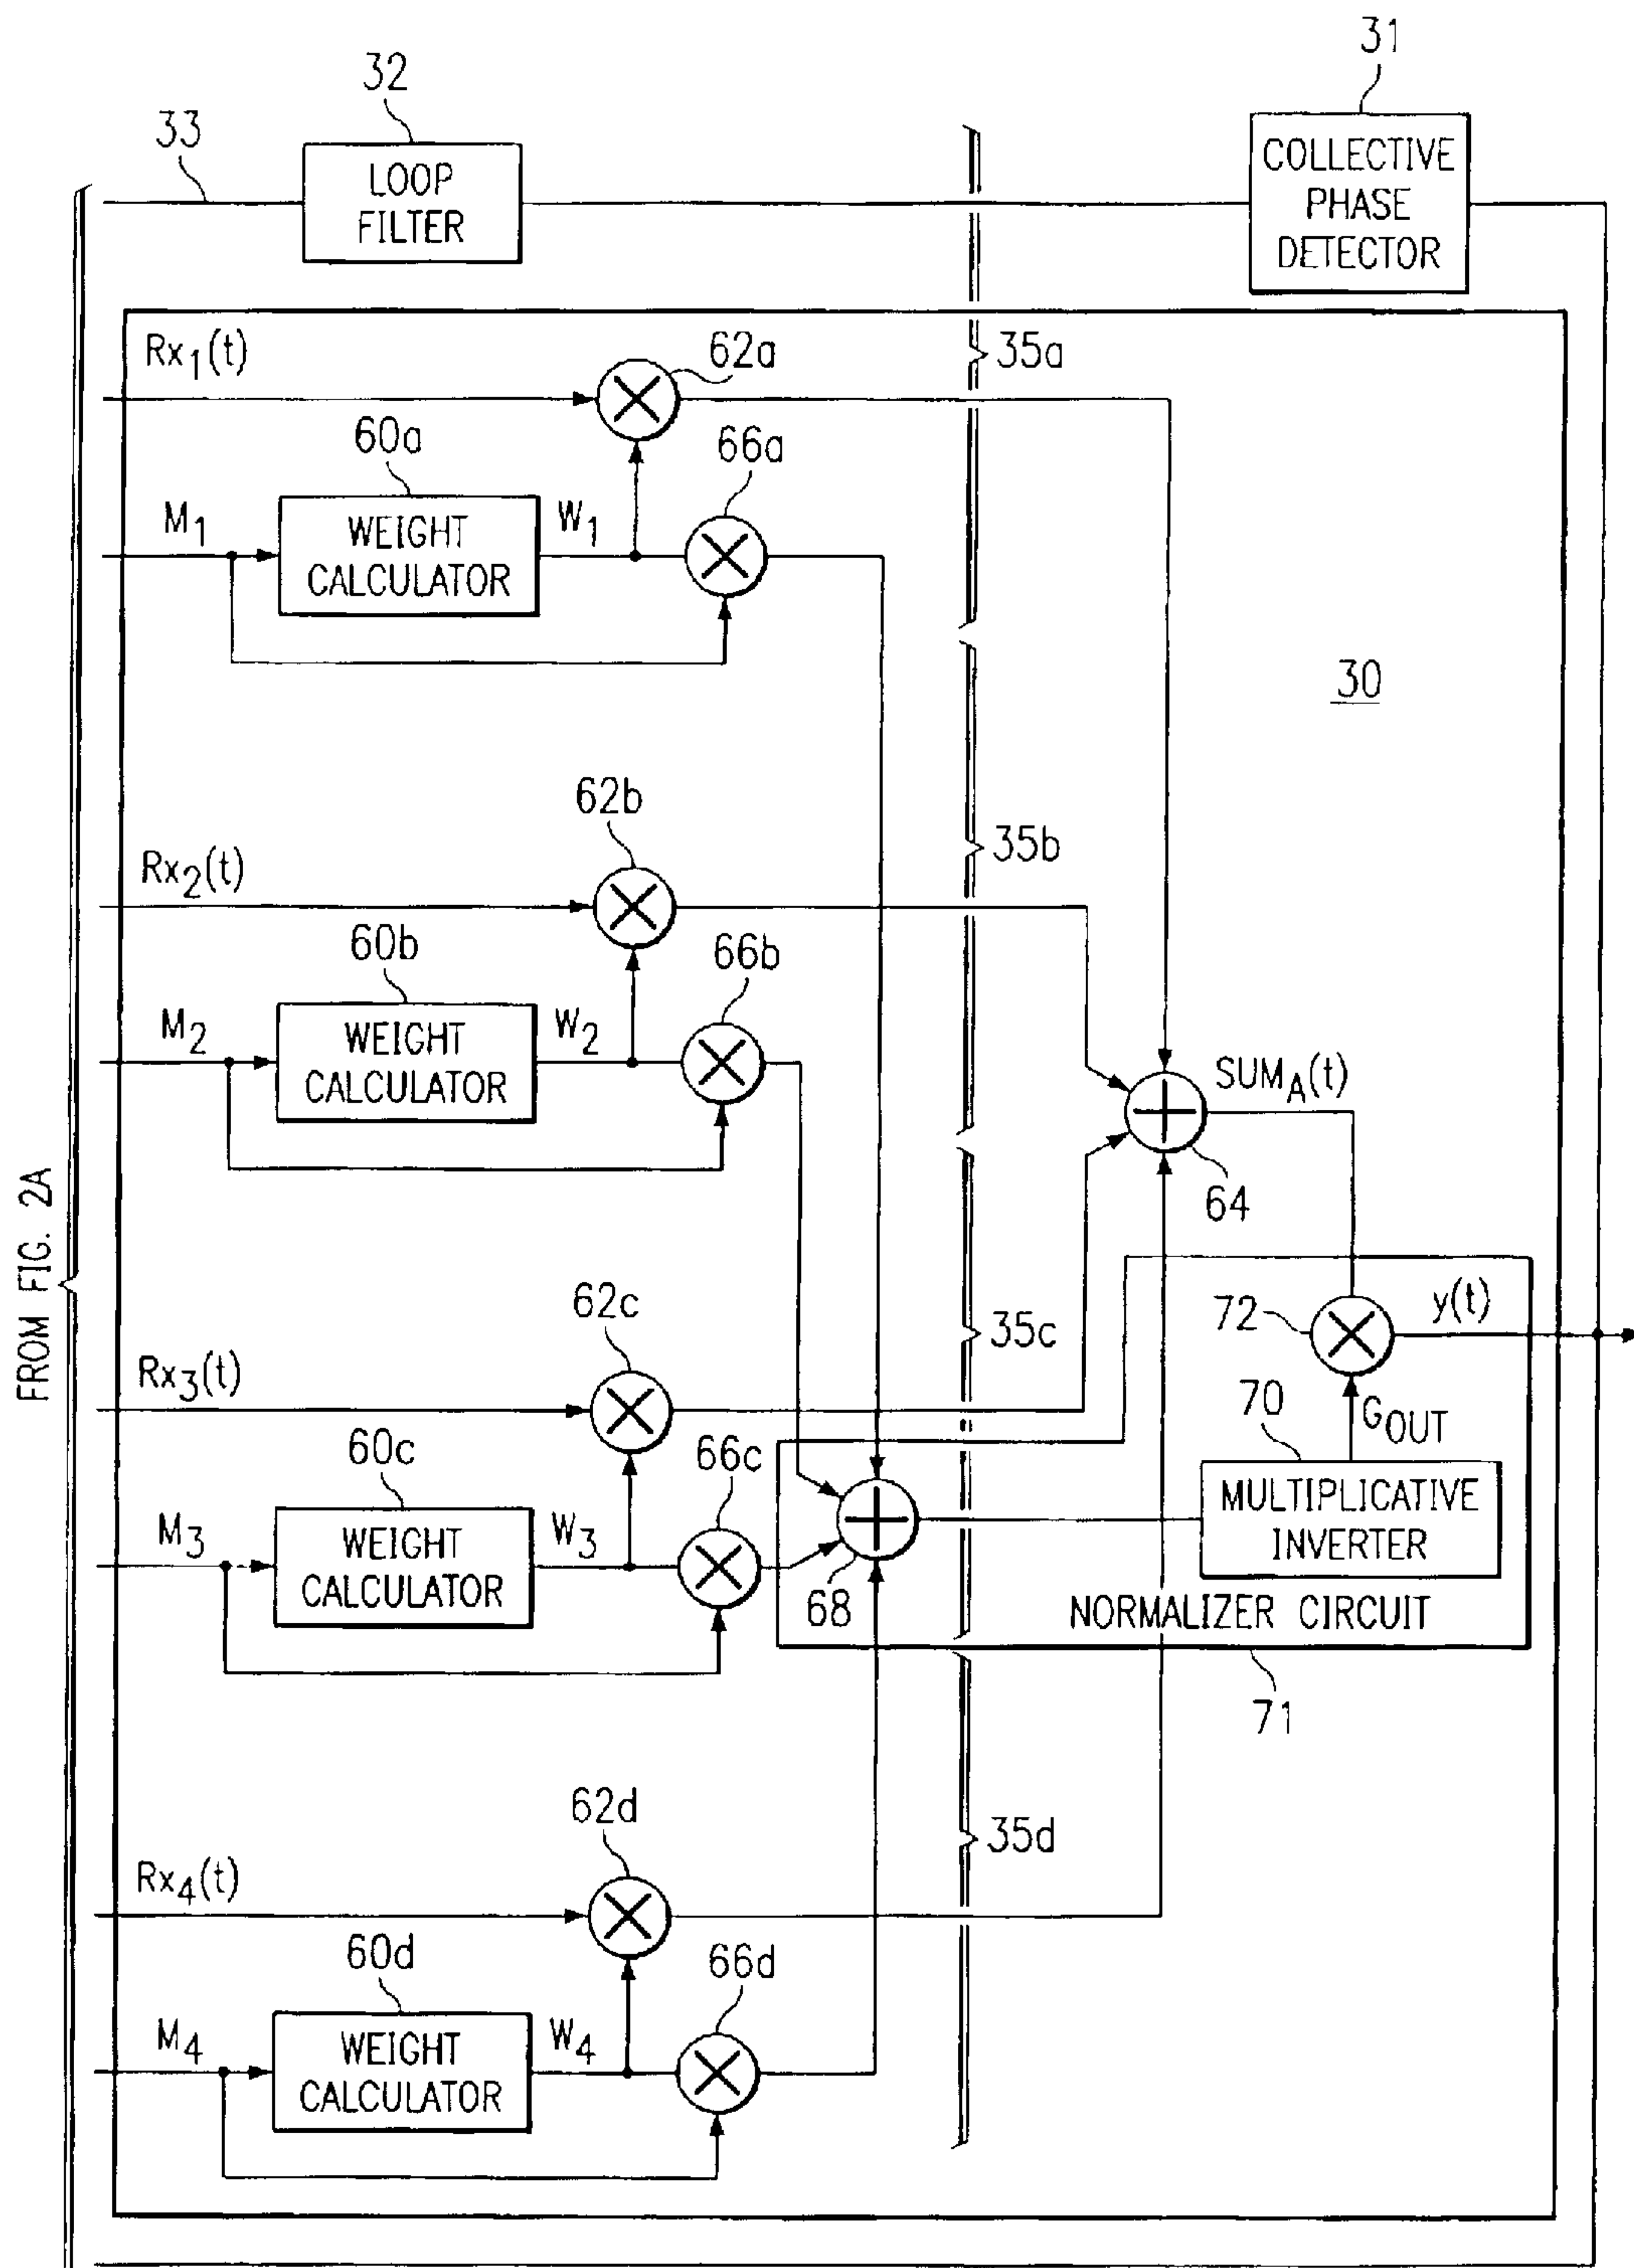 31
32
33
LOOP
FILTER
COLLECTIVE
PHASE
DETECTOR
Rx1(t)
62a
35a
60a
66a
M1
WEIGHT
CALCULATOR
W1
30
62b
35b
Rx2(t)
60b
66b
M2
WEIGHT
CALCULATOR
W2
SUMA(t)
64
FROM FIG. 2A
62c
35c
72
y(t)
Rx3(t)
70
GOUT
60c
66c
M3
WEIGHT
CALCULATOR
W3
MULTIPLICATIVE
INVERTER
68
NORMALIZER CIRCUIT
71
62d
35d
Rx4(t)
60d
66d
M4
WEIGHT
CALCULATOR
W4